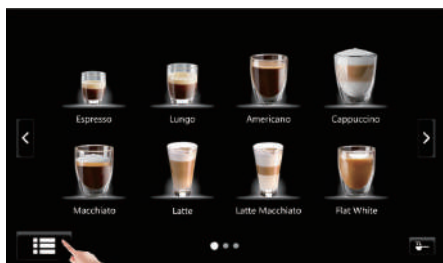 Espresso
Lungo
Americano
Cappuccino
Macchiato
Latte
Latte Macchiato
Flat White